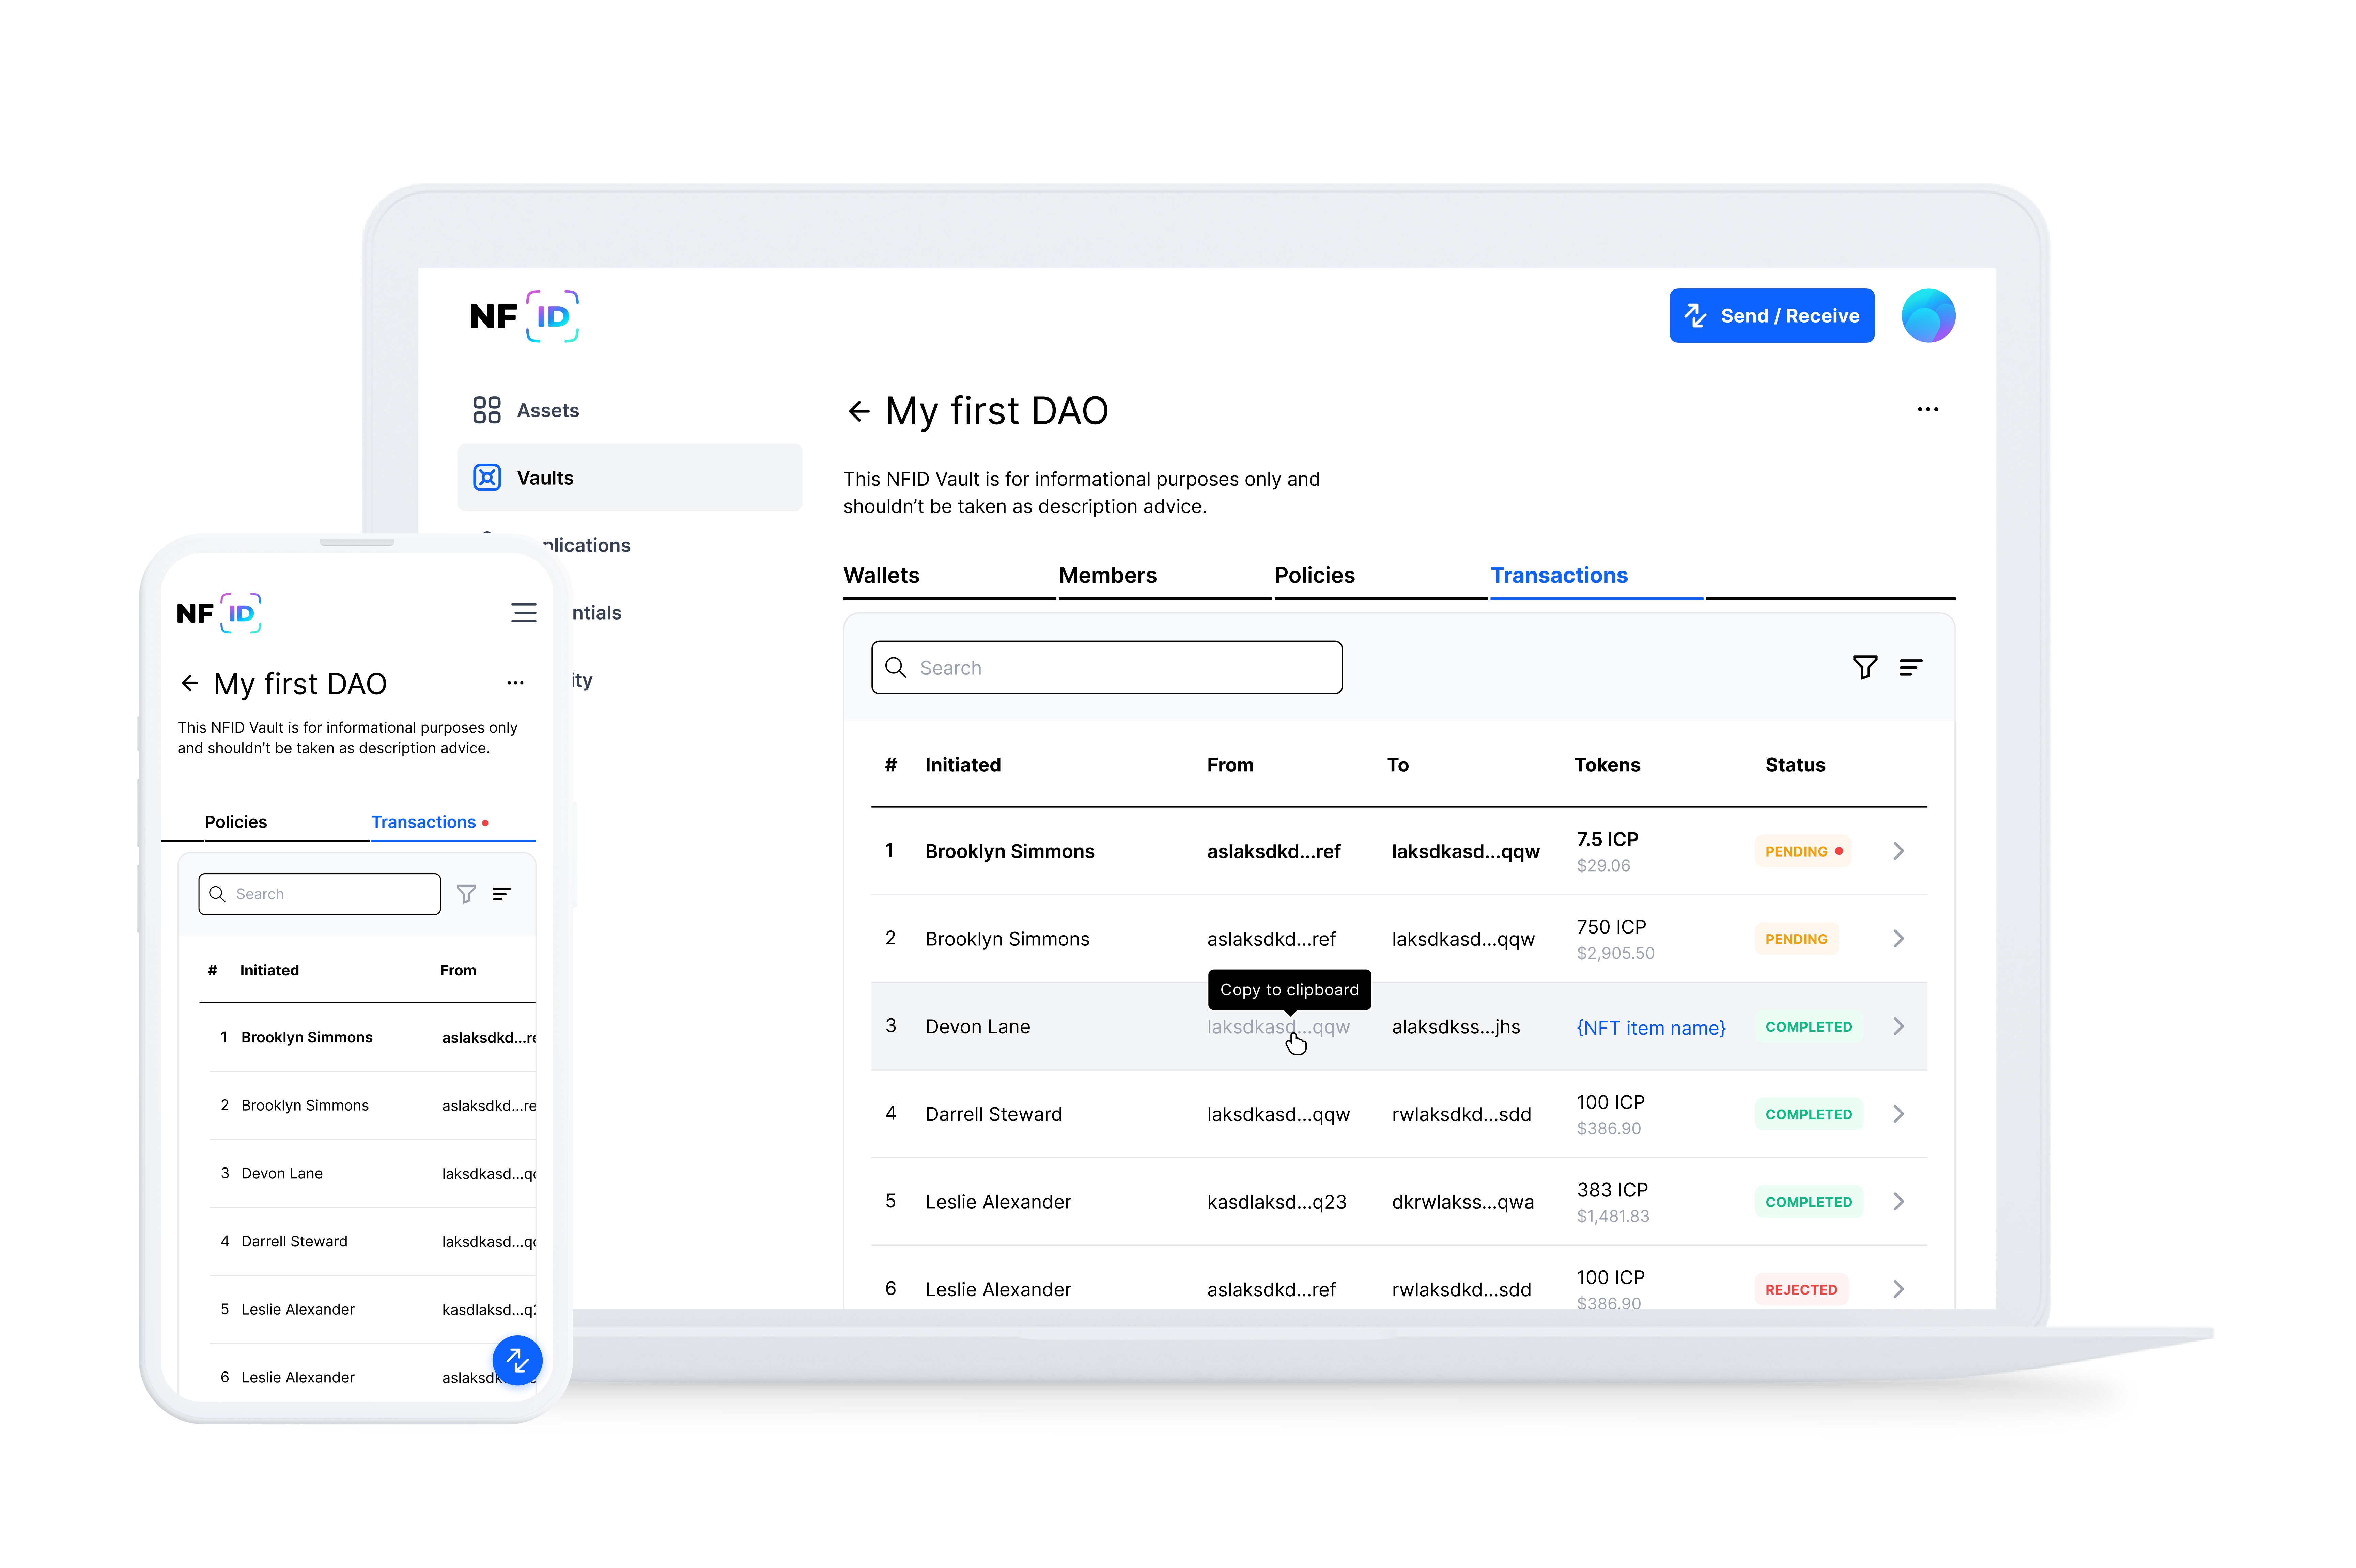 NFID
Send / Receive
Assets
Vaults
My first DAO
This NFID Vault is for informational purposes only and
shouldn’t be taken as description advice.
Wallets Members Policies Transactions
Search
# Initiated From To Tokens Status
1 Brooklyn Simmons aslaksdkd...ref laksdkasd...qqw 7.5 ICP PENDING
$29.06
2 Brooklyn Simmons aslaksdkd...ref laksdkasd...qqw 750 ICP PENDING
$2,905.50
Copy to clipboard
3 Devon Lane laksdkasd...qqw alaksdkss...jhs {NFT item name} COMPLETED
4 Darrell Steward laksdkasd...qqw rwlaksdkd...sdd 100 ICP COMPLETED
$386.90
5 Leslie Alexander kasdlaksd...q23 dkrwlakss...qwa 383 ICP COMPLETED
$1,481.83
6 Leslie Alexander aslaksdkd...ref rwlaksdkd...sdd 100 ICP REJECTED
$386.90
NFID
My first DAO
This NFID Vault is for informational purposes only
and shouldn’t be taken as description advice.
Policies Transactions
Search
# Initiated From
1 Brooklyn Simmons aslaksdkd...re
2 Brooklyn Simmons aslaksdkd...re
3 Devon Lane laksdkasd...q
4 Darrell Steward laksdkasd...q
5 Leslie Alexander kasdlaksd...q
6 Leslie Alexander